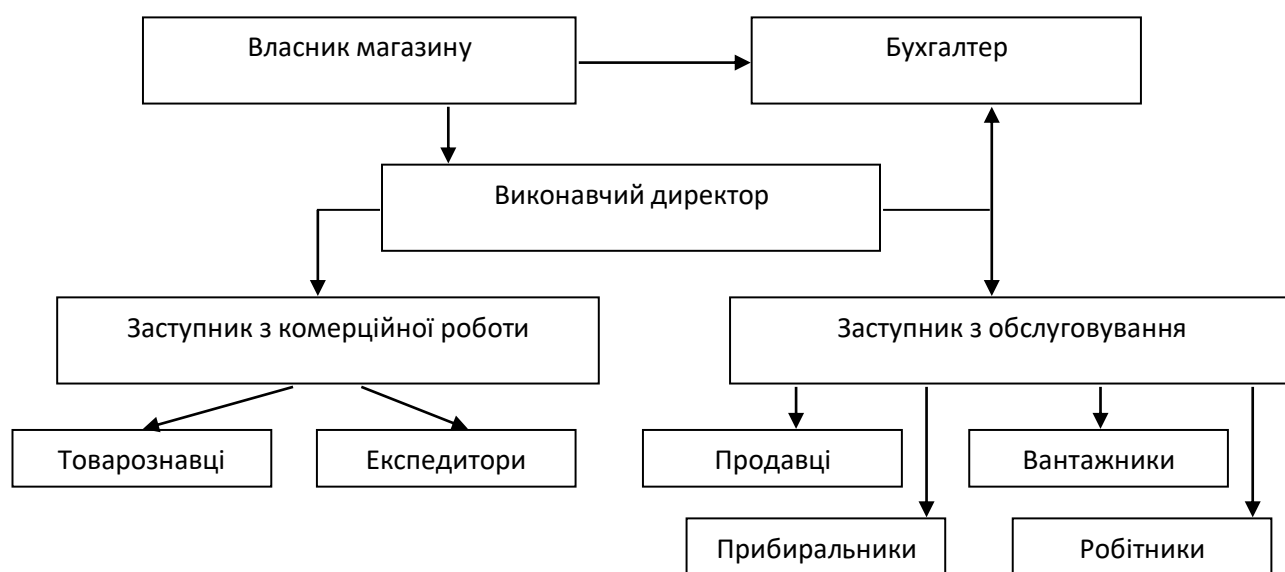 Власник магазину
Бухгалтер
Виконавчий директор
Заступник з комерційної роботи
Заступник з обслуговування
Товарознавці
Експедитори
Продавці
Вантажники
Прибиральники
Робітники